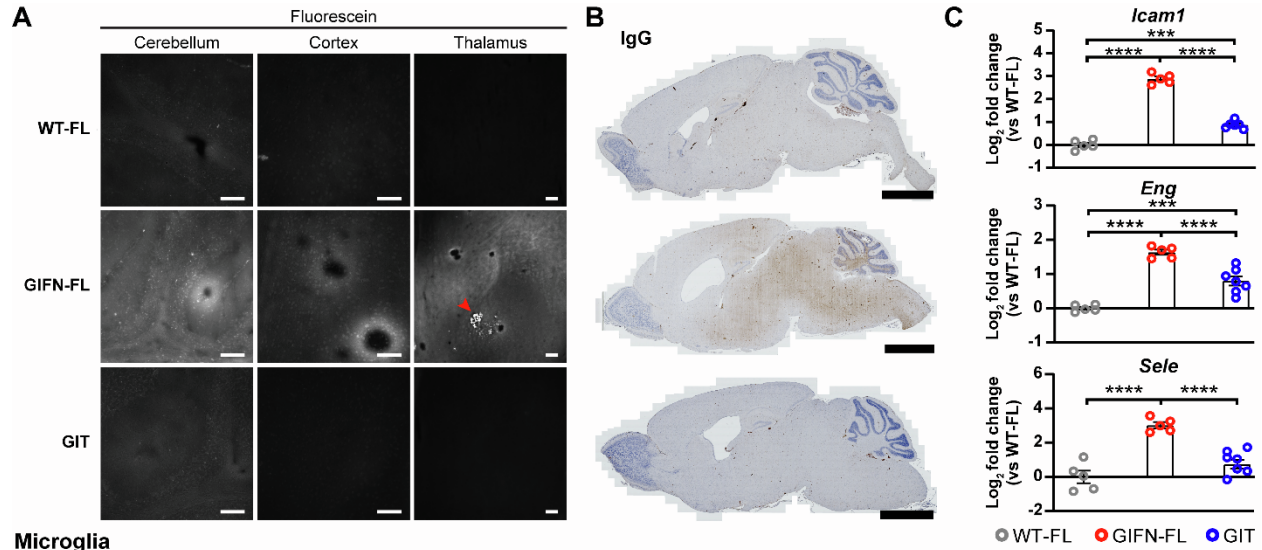 A
Fluorescein
Cerebellum
Cortex
Thalamus
WT-FL
GIFN-FL
GIT
Microglia
B
IgG
C
Icam1
***
**** ****
Log2 fold change
(vs WT-FL)
5
4
3
2
1
0
-1
Eng
***
**** ****
Log2 fold change
(vs WT-FL)
3
2
1
0
-1
Sele
**** ****
Log2 fold change
(vs WT-FL)
6
4
2
0
-2
WT-FL GIFN-FL GIT